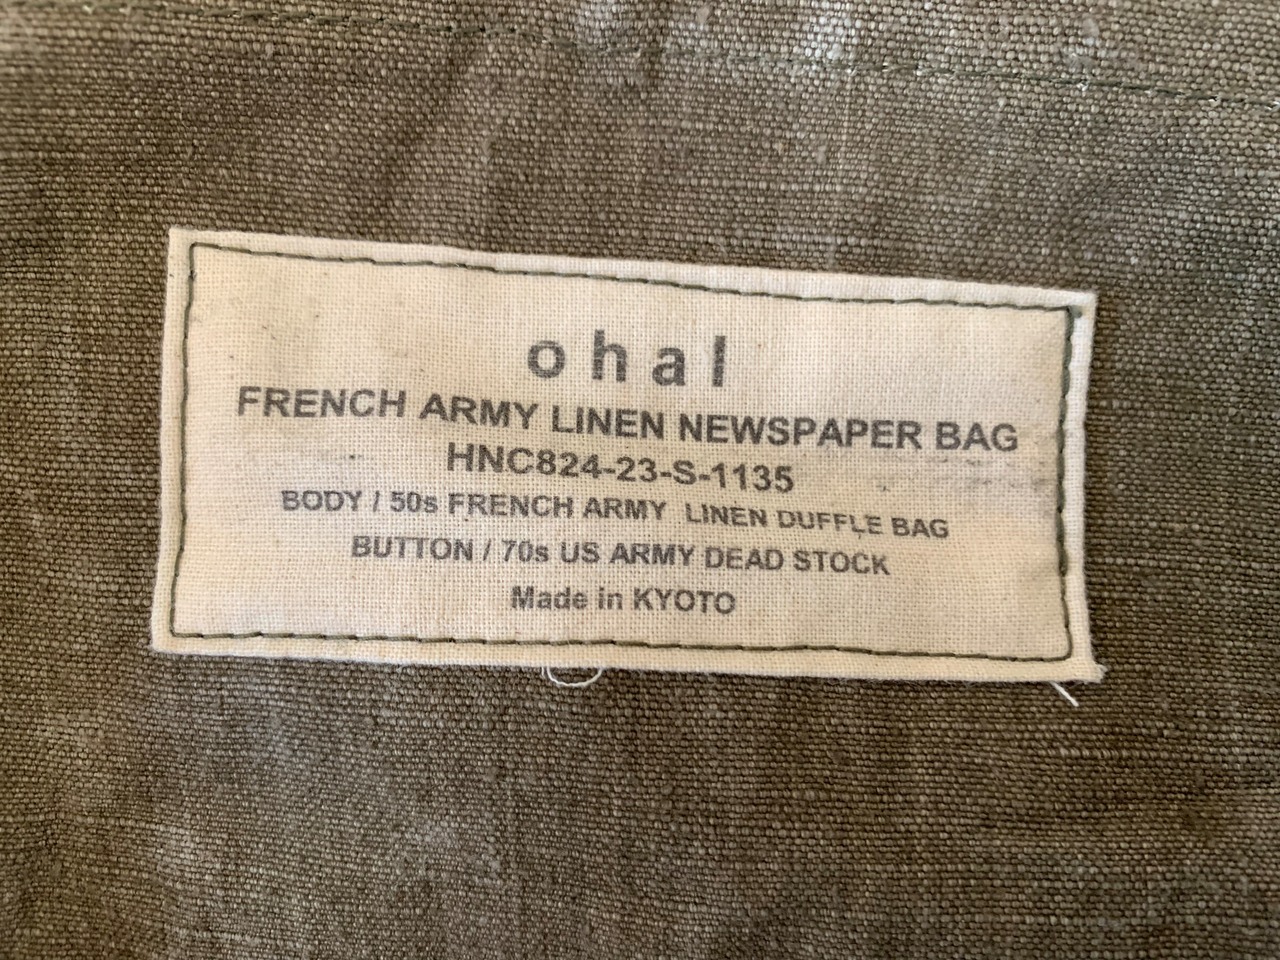 ohal
FRENCH ARMY LINEN NEWSPAPER BAG
HNC824-23-S-1135
BODY / 50s FRENCH ARMY LINEN DUFFLE BAG
BUTTON / 70s US ARMY DEAD STOCK
Made in KYOTO